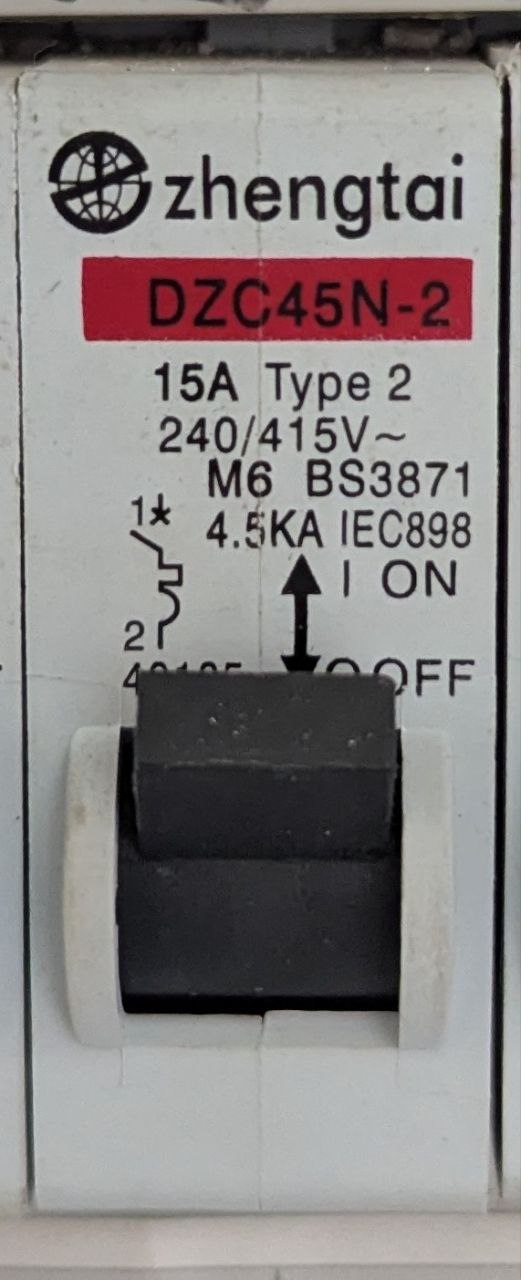 zhengtai
DZC45N-2
15A Type 2
240/415V~
M6 BS3871
1
4.5KA IEC898
I ON
2
O OFF